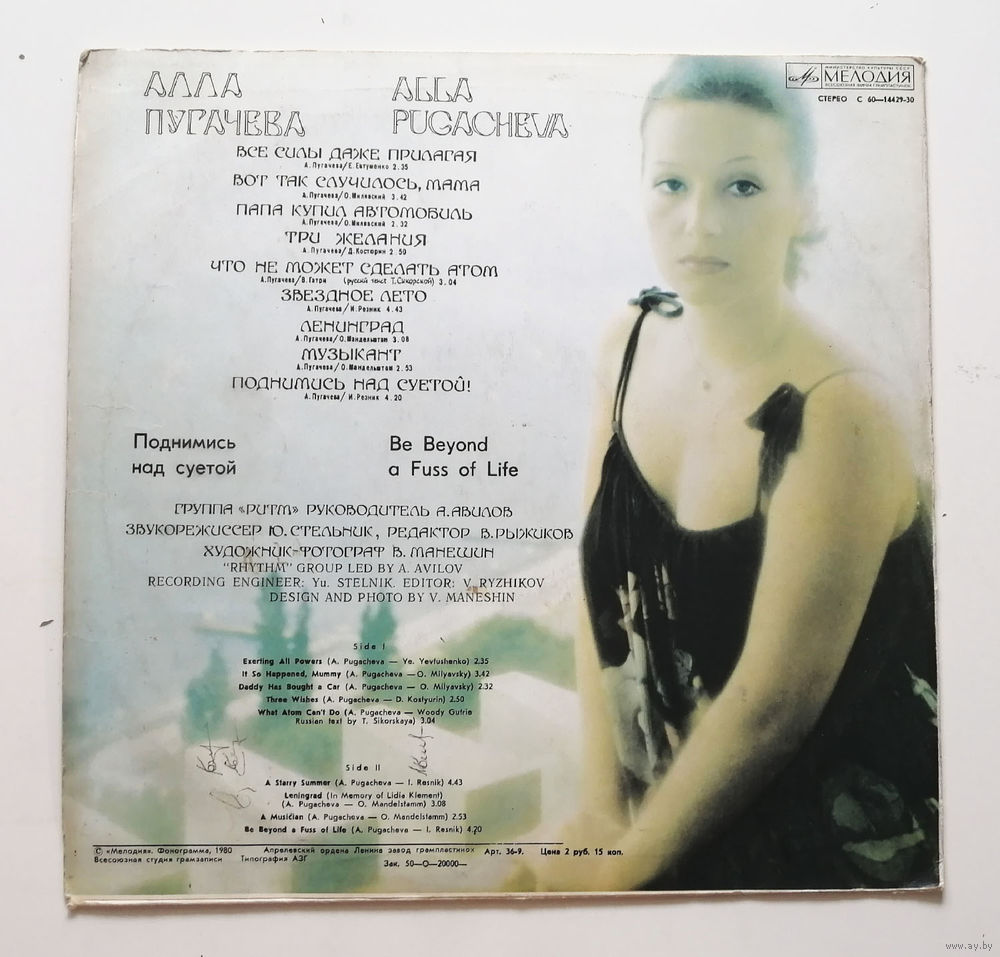 АЛЛА
ПУГАЧЕВА
ALLA
PUGACHEVA
МИНИСТЕРСТВО КУЛЬТУРЫ СССР
МЕЛОДИЯ
ВСЕСОЮЗНАЯ ФИРМА ГРАМПЛАСТИНОК
СТЕРЕО С 60—14429-30
ВСЕ СИЛЫ ДАЖЕ ПРИЛАГАЯ
А. Пугачева/Е. Евтушенко 2.35
ВОТ ТАК СЛУЧИЛОСЬ, МАМА
А. Пугачева/О. Милявский 3.42
ПАПА КУПИЛ АВТОМОБИЛЬ
А. Пугачева/О. Милявский 2.32
ТРИ ЖЕЛАНИЯ
А. Пугачева/Д. Костюрин 2.50
ЧТО НЕ МОЖЕТ СДЕЛАТЬ АТОМ
А. Пугачева/В. Гатри (русский текст Т. Сикорской) 3.04
ЗВЕЗДНОЕ ЛЕТО
А. Пугачева/И. Резник 4.43
ЛЕНИНГРАД
А. Пугачева/О. Мандельштам 3.08
МУЗЫКАНТ
А. Пугачева/О. Мандельштам 2.53
ПОДНИМИСЬ НАД СУЕТОЙ!
А. Пугачева/И. Резник 4.20
Поднимись
над суетой
Be Beyond
a Fuss of Life
ГРУППА «РИТМ» РУКОВОДИТЕЛЬ А. АВИЛОВ
ЗВУКОРЕЖИССЕР Ю. СТЕЛЬНИК, РЕДАКТОР В. РЫЖИКОВ
ХУДОЖНИК-ФОТОГРАФ В. МАНЕШИН
"RHYTHM" GROUP LED BY A. AVILOV
RECORDING ENGINEER: Yu. STELNIK. EDITOR: V. RYZHIKOV
DESIGN AND PHOTO BY V. MANESHIN
Side I
Exerting All Powers (A. Pugacheva — Ye. Yevtushenko) 2.35
It So Happened, Mummy (A. Pugacheva — O. Milyavsky) 3.42
Daddy Has Bought a Car (A. Pugacheva — O. Milyavsky) 2.32
Three Wishes (A. Pugacheva — D. Kostyurin) 2.50
What Atom Can't Do (A. Pugacheva — Woody Gutrie
Russian text by T. Sikorskaya) 3.04
Side II
A Starry Summer (A. Pugacheva — I. Resnik) 4.43
Leningrad (In Memory of Lidia Klement)
(A. Pugacheva — O. Mandelstamm) 3.08
A Musician (A. Pugacheva — O. Mandelstamm) 2.53
Be Beyond a Fuss of Life (A. Pugacheva — I. Resnik) 4.20
© «Мелодия». Фонограмма, 1980 Апрелевский ордена Ленина завод грампластинок Арт. 36-9. Цена 2 руб. 15 коп.
Всесоюзная студия грамзаписи Типография АЗГ Зак. 50—О—20000—
www.ay.by